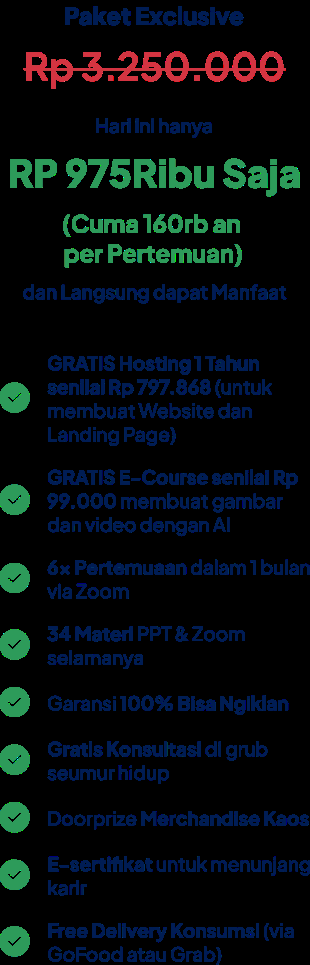 Paket Exclusive
Rp 3.250.000
Hari ini hanya
RP 975Ribu Saja
(Cuma 160rb an
per Pertemuan)
dan Langsung dapat Manfaat
GRATIS Hosting 1 Tahun
senilai Rp 797.868 (untuk
membuat Website dan
Landing Page)
GRATIS E-Course senilai Rp
99.000 membuat gambar
dan video dengan AI
6x Pertemuaan dalam 1 bulan
via Zoom
34 Materi PPT & Zoom
selamanya
Garansi 100% Bisa Ngiklan
Gratis Konsultasi di grub
seumur hidup
Doorprize Merchandise Kaos
E-sertifikat untuk menunjang
karir
Free Delivery Konsumsi (via
GoFood atau Grab)